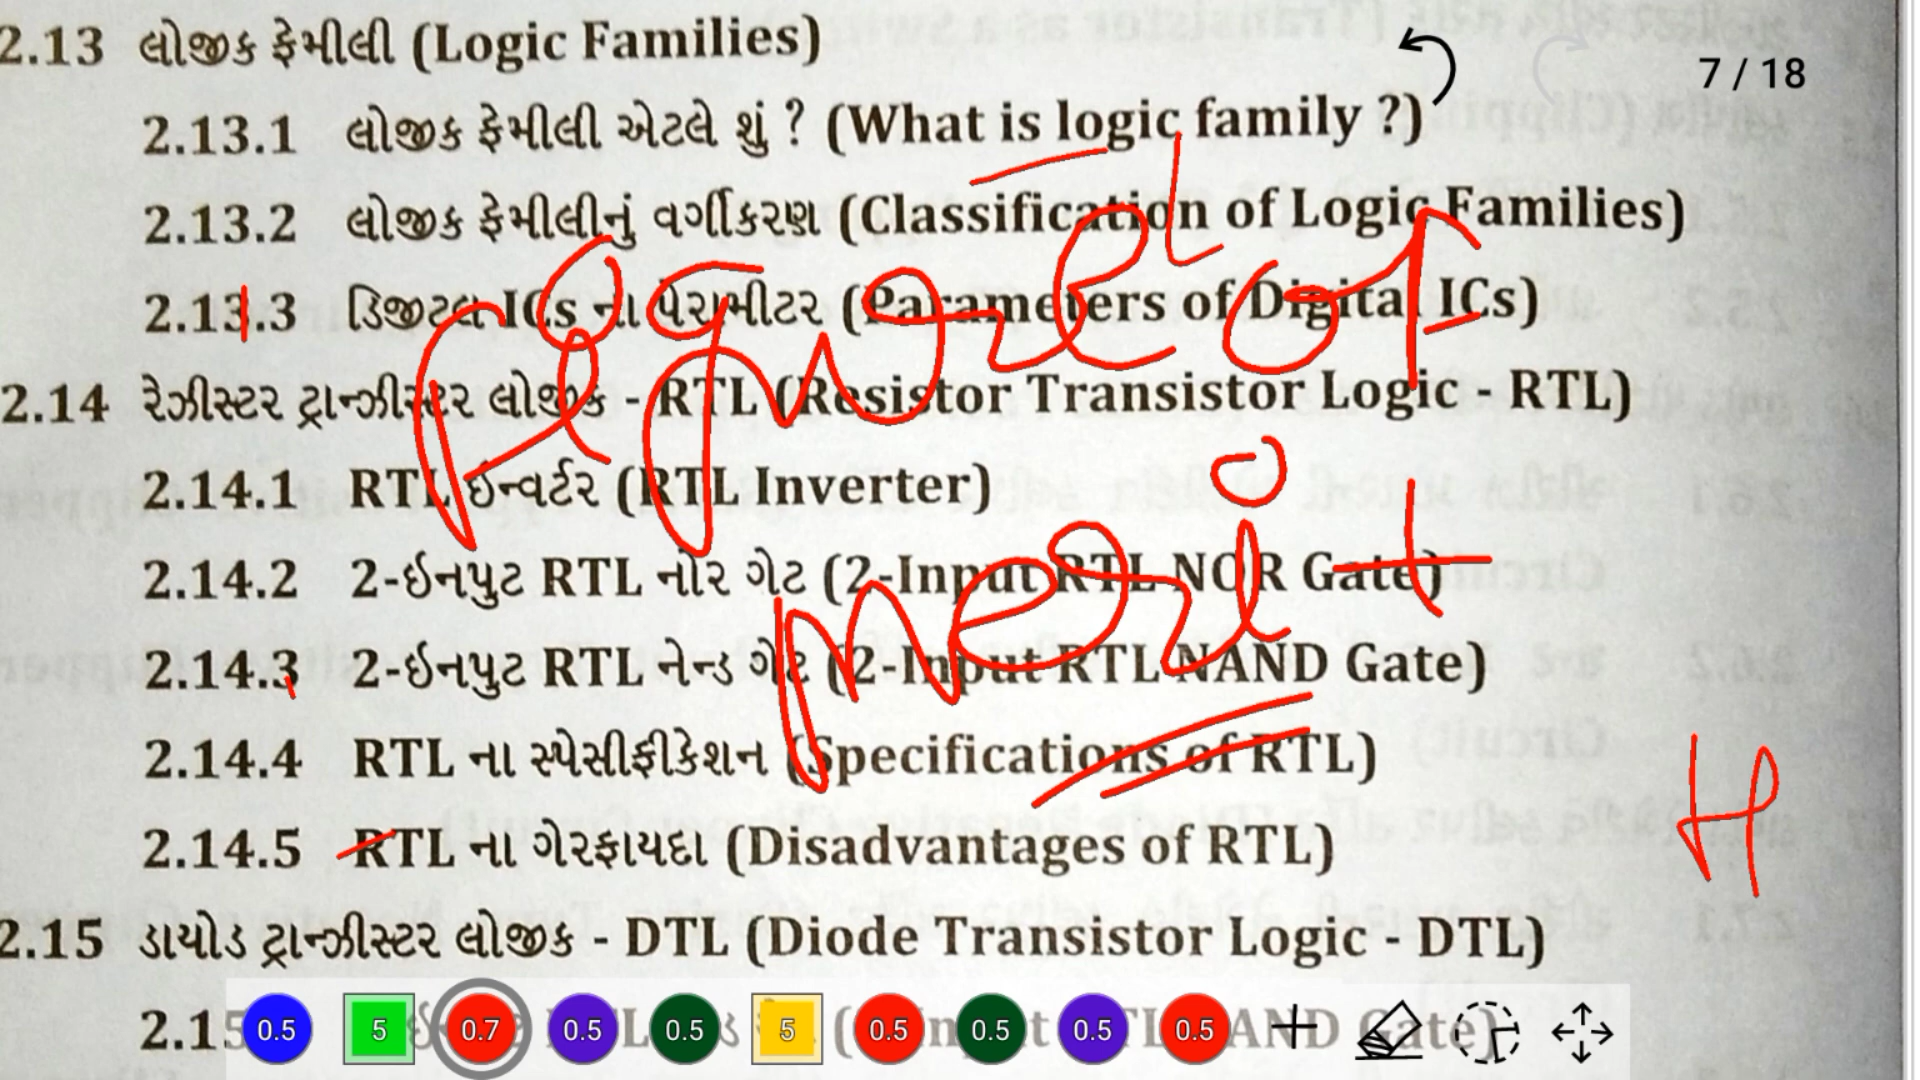 7 / 18
2.13 લોજીક ફેમીલી (Logic Families)
2.13.1 લોજીક ફેમીલી એટલે શું ? (What is logic family ?)
2.13.2 લોજીક ફેમીલીનું વર્ગીકરણ (Classification of Logic Families)
2.13.3 ડિજીટલ ICs ના પેરામીટર (Parameters of Digital ICs)
figure of
merit
2.14 રેઝીસ્ટર ટ્રાન્ઝીસ્ટર લોજીક - RTL (Resistor Transistor Logic - RTL)
2.14.1 RTL ઈન્વર્ટર (RTL Inverter)
2.14.2 2-ઇનપુટ RTL નોર ગેટ (2-Input RTL NOR Gate)
2.14.3 2-ઇનપુટ RTL નેન્ડ ગેટ (2-Input RTL NAND Gate)
2.14.4 RTL ના સ્પેસીફીકેશન (Specifications of RTL)
2.14.5 RTL ના ગેરફાયદા (Disadvantages of RTL)
2.15 ડાયોડ ટ્રાન્ઝીસ્ટર લોજીક - DTL (Diode Transistor Logic - DTL)
0.5 5 0.7 0.5 0.5 5 0.5 0.5 0.5 0.5